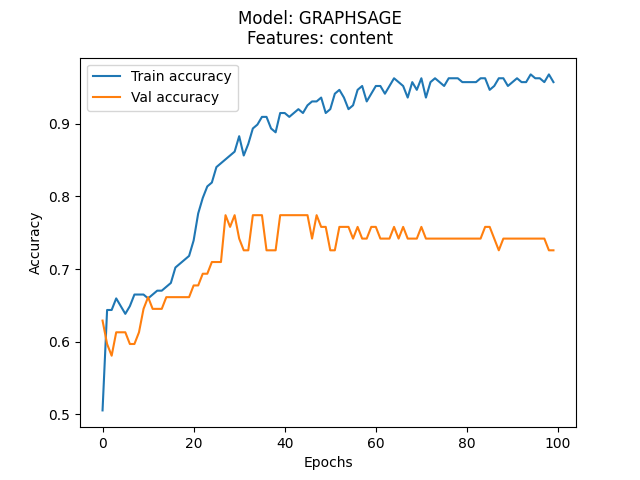 Model: GRAPHSAGE
Features: content
Train accuracy
Val accuracy
0.9
0.8
0.7
0.6
0.5
Accuracy
0 20 40 60 80 100
Epochs